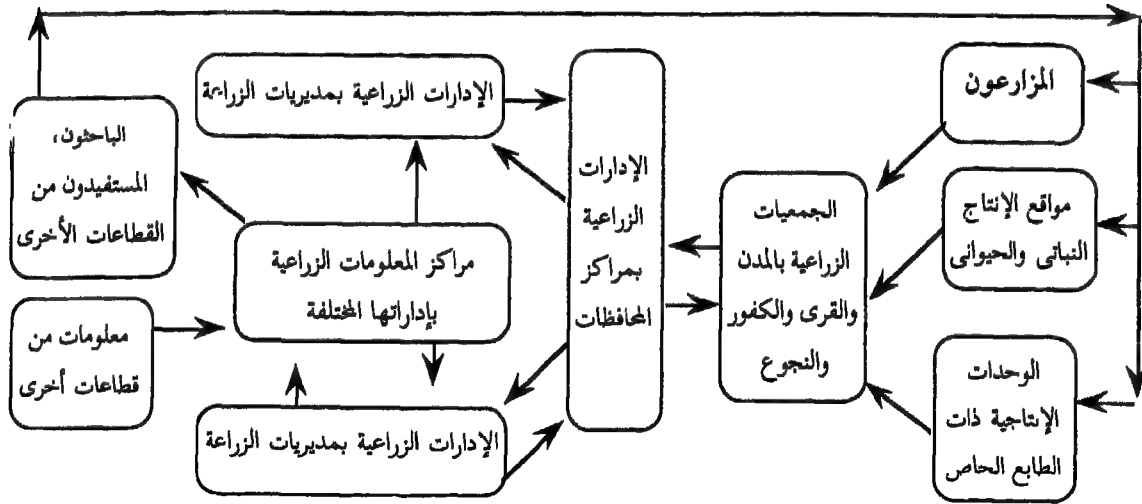 المزارعون
مواقع الإنتاج
النباتى والحيوانى
الوحدات
الإنتاجية ذات
الطابع الحاص
الجمعيات
الزراعية بالمدن
والقرى والكفور
والنجوع
الإدارات
الزراعية
بمراكز
المحافظات
الإدارات الزراعية بمديريات الزراعة
مراكز المعلومات الزراعية
بإداراتها المختلفة
الإدارات الزراعية بمديريات الزراعة
الباحثون،
المستفيدون من
القطاعات الأخرى
معلومات من
قطاعات أخرى